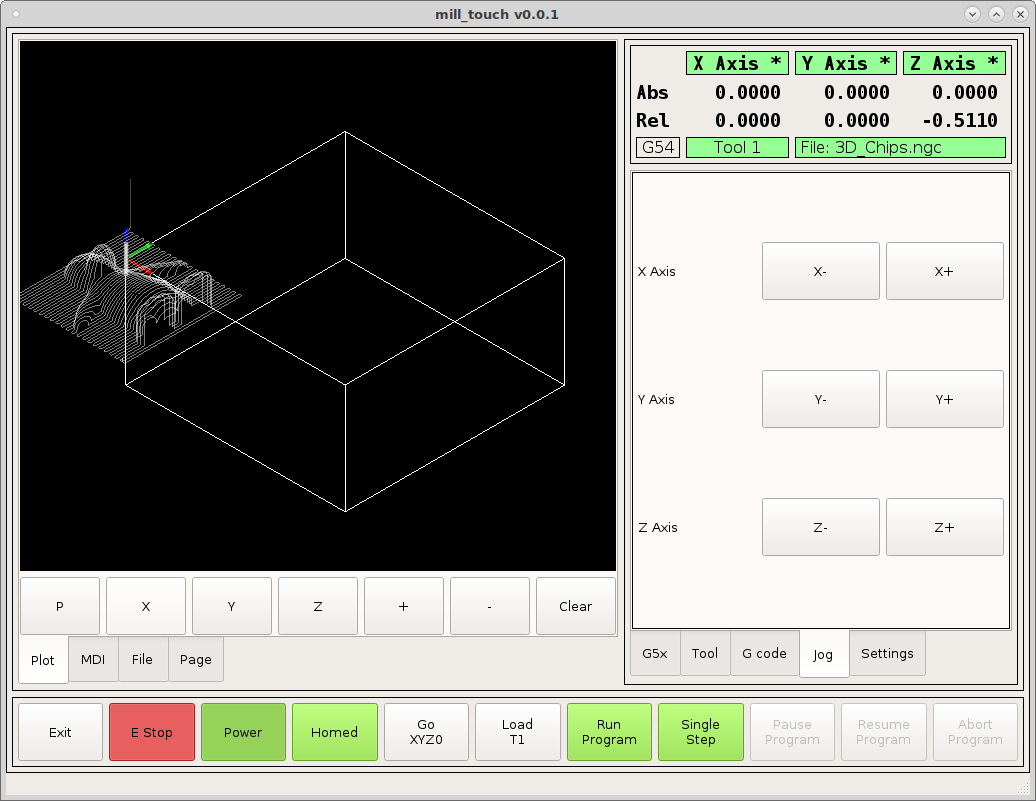 mill_touch v0.0.1
X Axis * Y Axis * Z Axis *
Abs 0.0000 0.0000 0.0000
Rel 0.0000 0.0000 -0.5110
G54 Tool 1 File: 3D_Chips.ngc
X Axis X- X+
Y Axis Y- Y+
Z Axis Z- Z+
P X Y Z + - Clear
Plot MDI File Page
G5x Tool G code Jog Settings
Exit
E Stop
Power
Homed
Go
XYZ0
Load
T1
Run
Program
Single
Step
Pause
Program
Resume
Program
Abort
Program